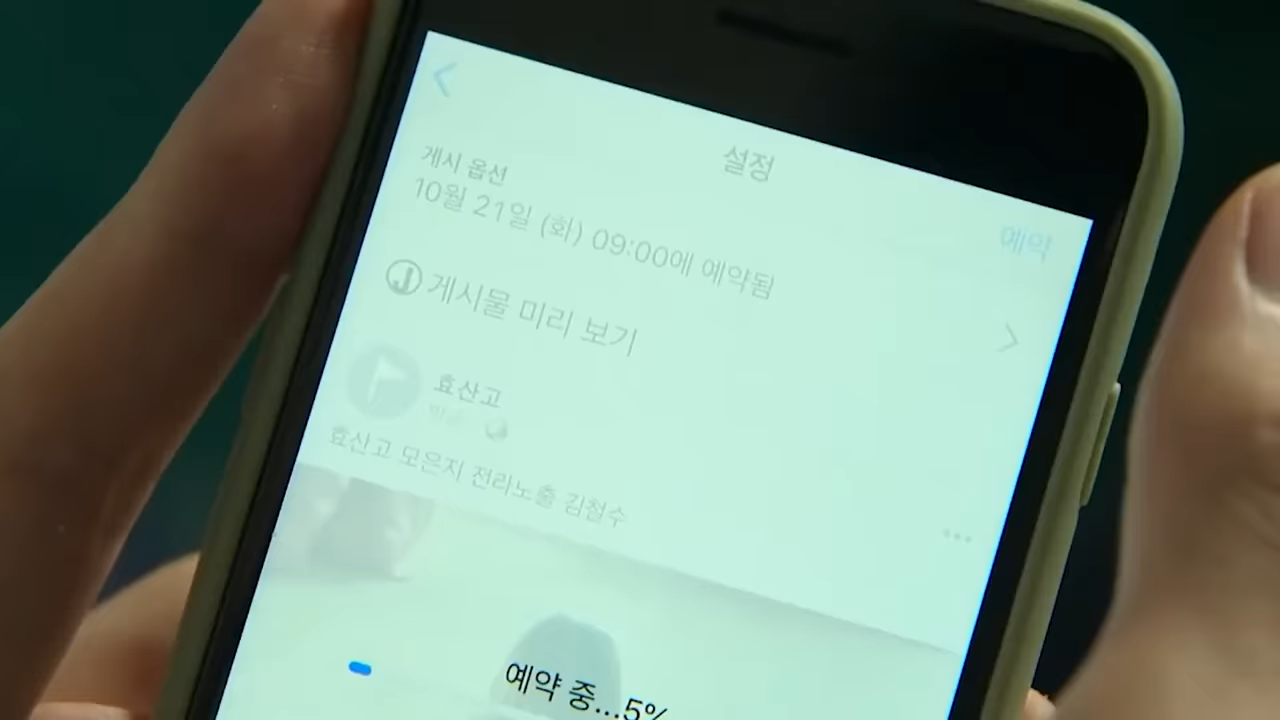 설정
예약
게시 옵션
10월 21일 (화) 09:00에 예약됨
게시물 미리 보기
효산고
효산고 모은지 전라노출 김철수
예약 중...5%